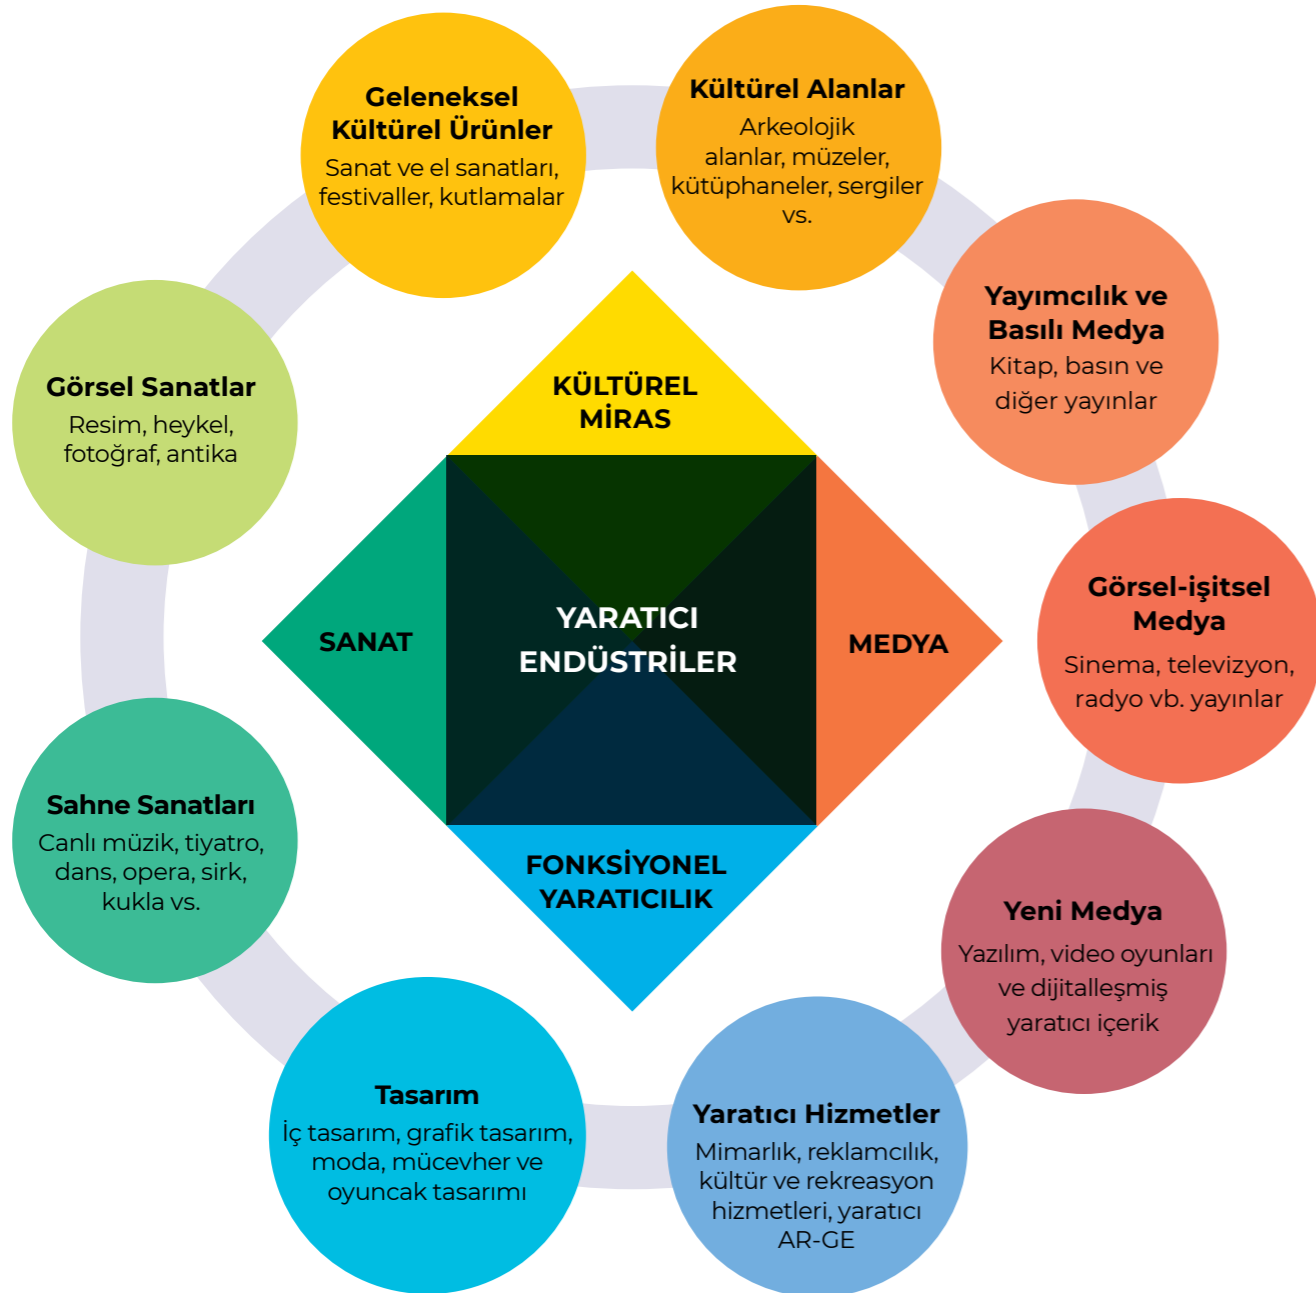 Geleneksel
Kültürel Ürünler
Sanat ve el sanatları,
festivaller, kutlamalar
Kültürel Alanlar
Arkeolojik
alanlar, müzeler,
kütüphaneler, sergiler
vs.
Yayımcılık ve
Basılı Medya
Kitap, basın ve
diğer yayınlar
Görsel Sanatlar
Resim, heykel,
fotoğraf, antika
KÜLTÜREL
MİRAS
SANAT
YARATICI
ENDÜSTRİLER
MEDYA
FONKSİYONEL
YARATICILIK
Görsel-işitsel
Medya
Sinema, televizyon,
radyo vb. yayınlar
Sahne Sanatları
Canlı müzik, tiyatro,
dans, opera, sirk,
kukla vs.
Yeni Medya
Yazılım, video oyunları
ve dijitalleşmiş
yaratıcı içerik
Tasarım
İç tasarım, grafik tasarım,
moda, mücevher ve
oyuncak tasarımı
Yaratıcı Hizmetler
Mimarlık, reklamcılık,
kültür ve rekreasyon
hizmetleri, yaratıcı
AR-GE